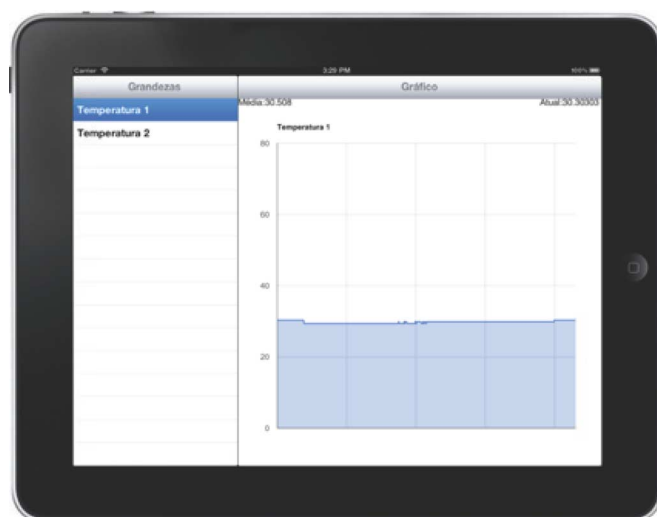 Carrier
3:29 PM
100%
Grandezas
Gráfico
Temperatura 1
Temperatura 2
Média:30.508
Atual:30.30303
Temperatura 1
80
60
40
20
0